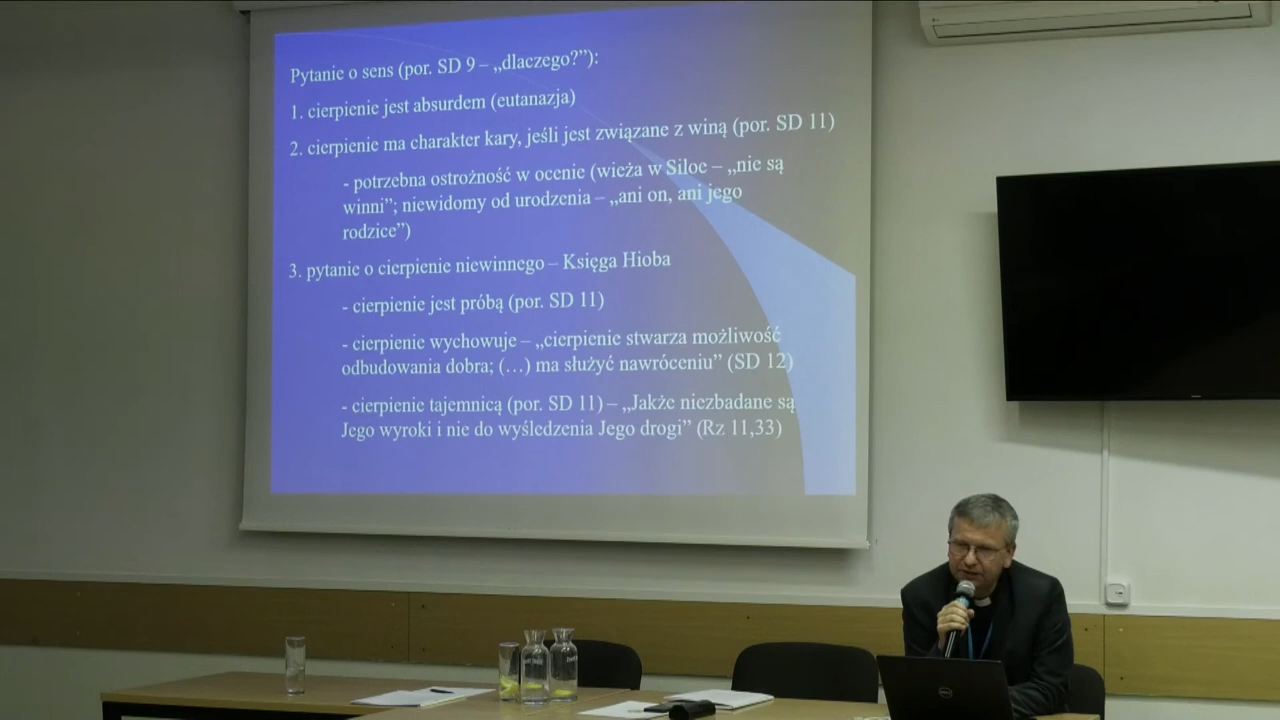 Pytanie o sens (por. SD 9 – „dlaczego?”):
1. cierpienie jest absurdem (eutanazja)
2. cierpienie ma charakter kary, jeśli jest związane z winą (por. SD 11)
- potrzebna ostrożność w ocenie (wieża w Siloe – „nie są
winni”; niewidomy od urodzenia – „ani on, ani jego
rodzice”)
3. pytanie o cierpienie niewinnego – Księga Hioba
- cierpienie jest próbą (por. SD 11)
- cierpienie wychowuje – „cierpienie stwarza możliwość
odbudowania dobra; (…) ma służyć nawróceniu” (SD 12)
- cierpienie tajemnicą (por. SD 11) – „Jakże niezbadane są
Jego wyroki i nie do wyśledzenia Jego drogi” (Rz 11,33)
DELL